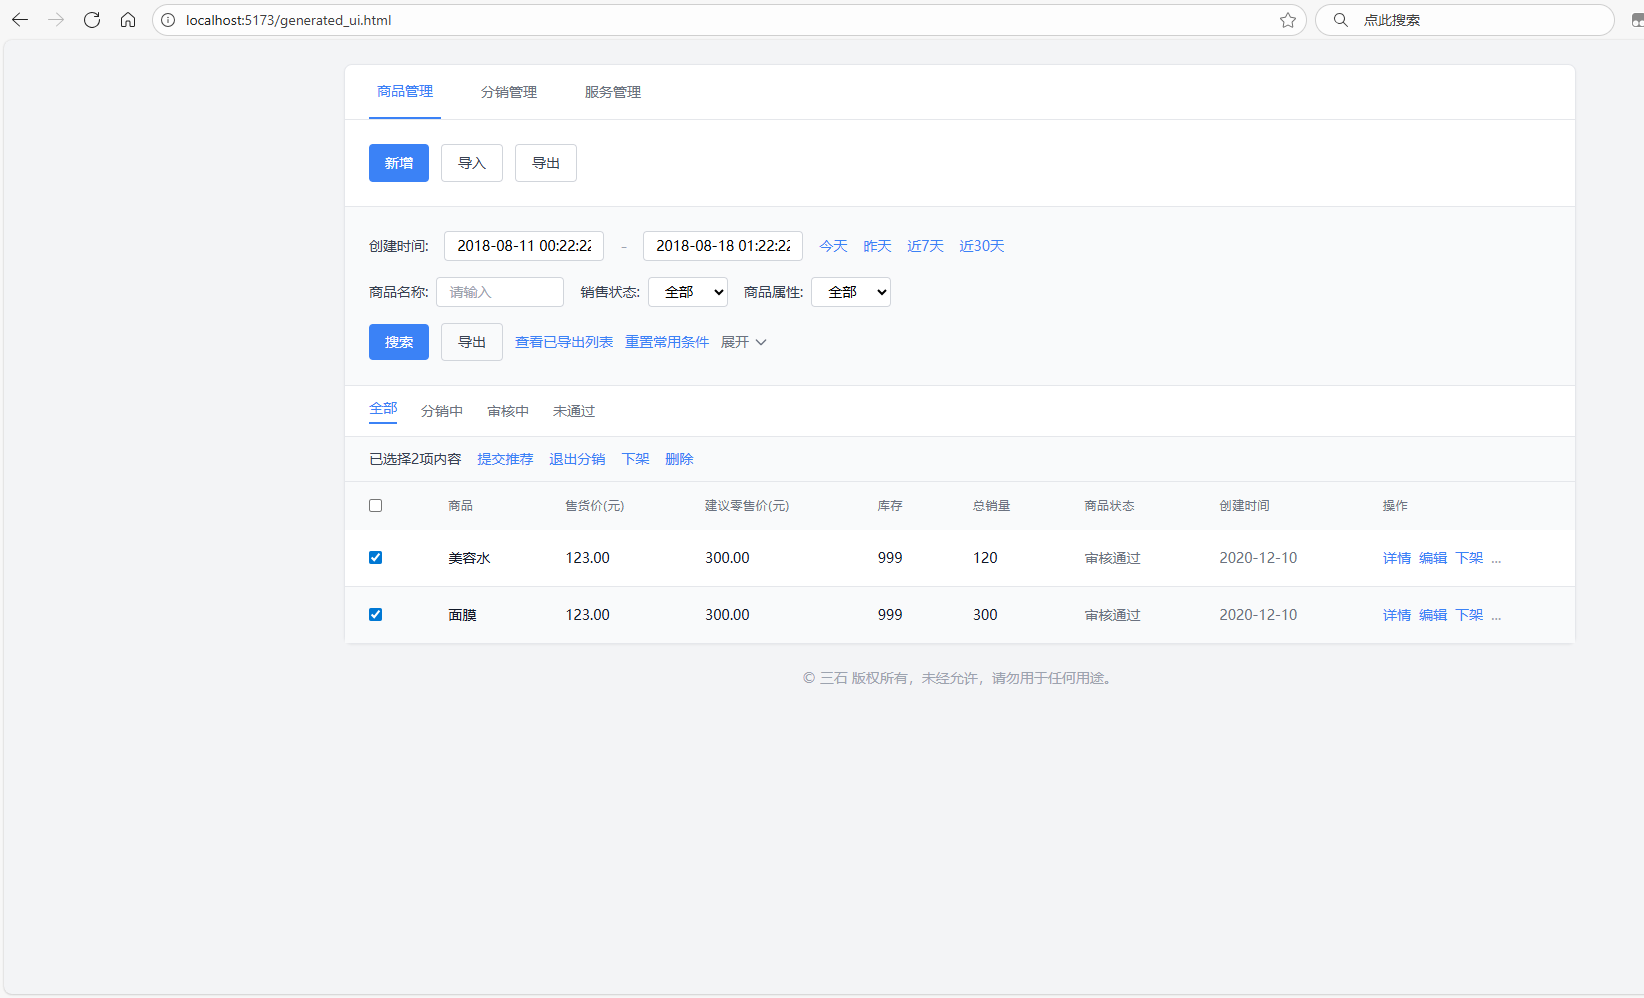 localhost:5173/generated_ui.html 点此搜索
商品管理 分销管理 服务管理
新增 导入 导出
创建时间: 2018-08-11 00:22:22 - 2018-08-18 01:22:22 今天 昨天 近7天 近30天
商品名称: 请输入 销售状态: 全部 商品属性: 全部
搜索 导出 查看已导出列表 重置常用条件 展开
全部 分销中 审核中 未通过
已选择2项内容 提交推荐 退出分销 下架 删除
商品 售货价(元) 建议零售价(元) 库存 总销量 商品状态 创建时间 操作
美容水 123.00 300.00 999 120 审核通过 2020-12-10 详情 编辑 下架 ...
面膜 123.00 300.00 999 300 审核通过 2020-12-10 详情 编辑 下架 ...
© 三石 版权所有，未经允许，请勿用于任何用途。